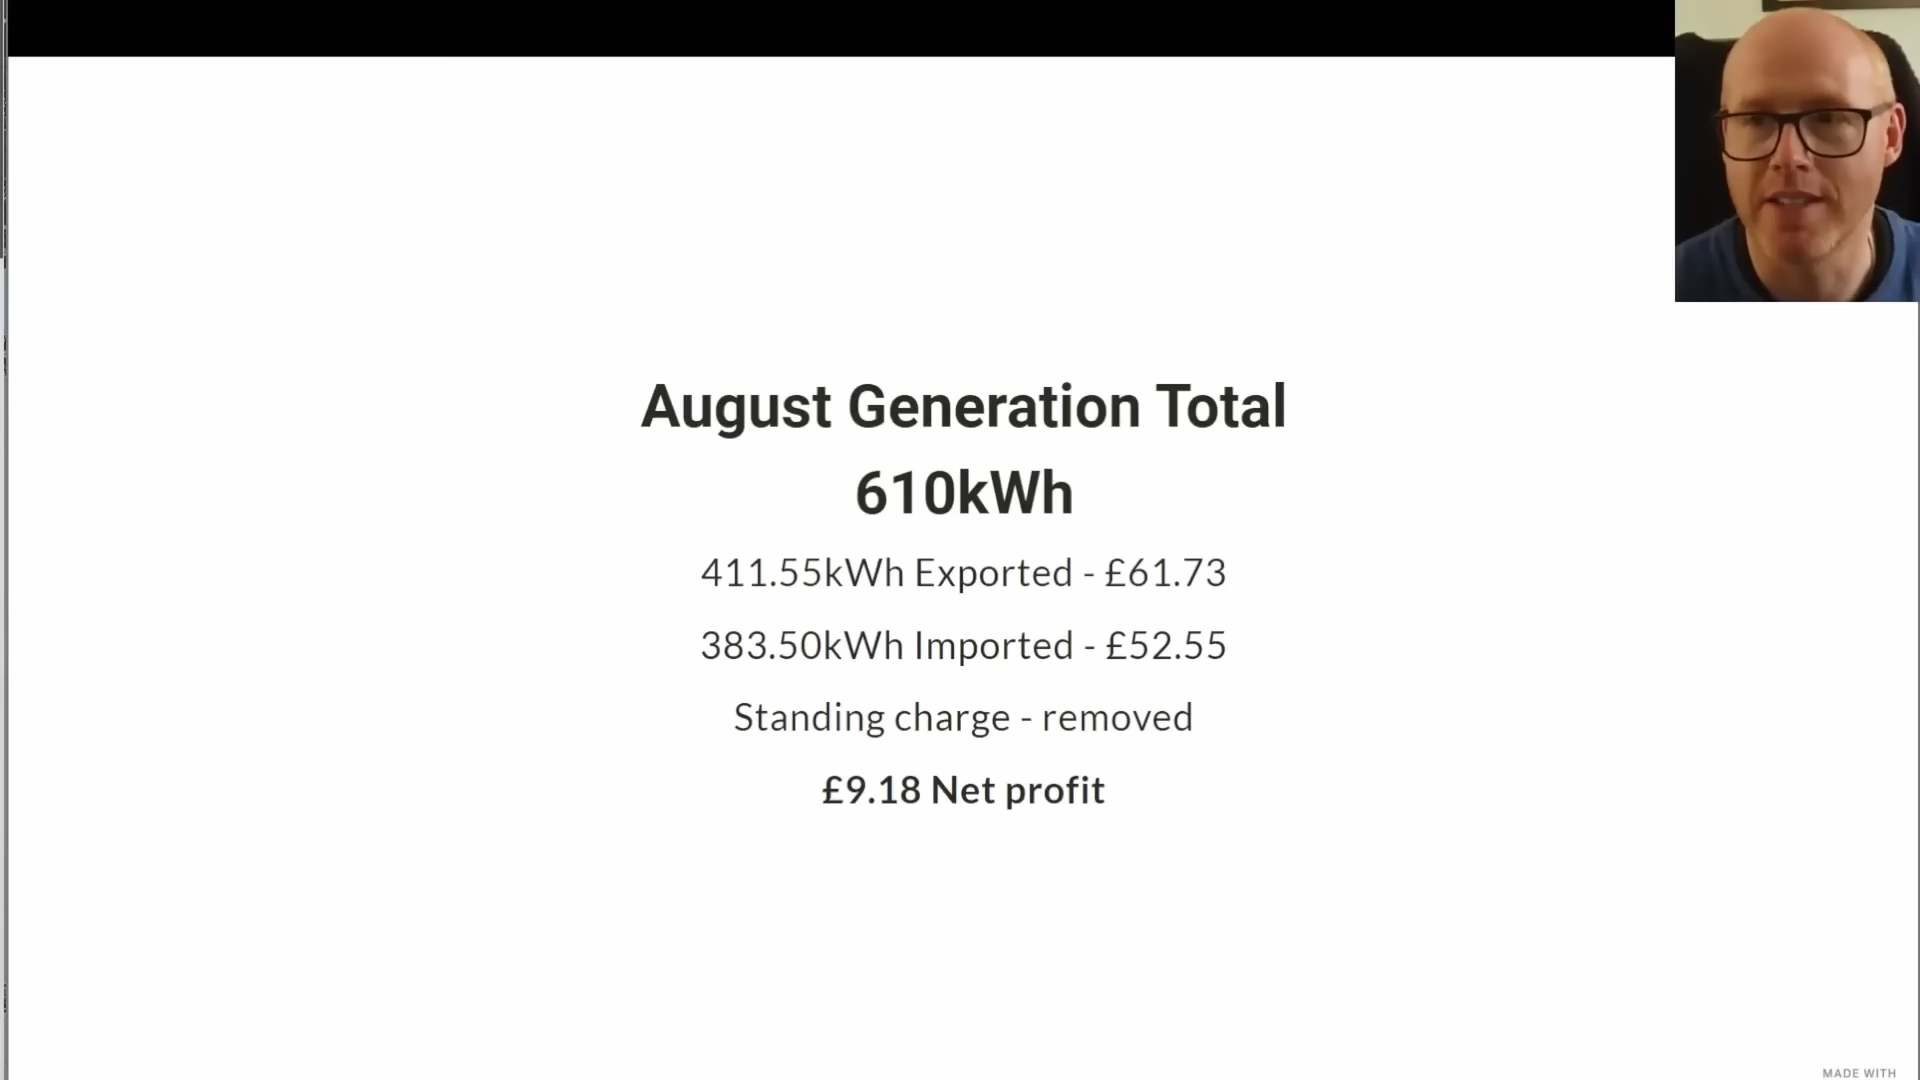 August Generation Total
610kWh
411.55kWh Exported - £61.73
383.50kWh Imported - £52.55
Standing charge - removed
£9.18 Net profit
MADE WITH